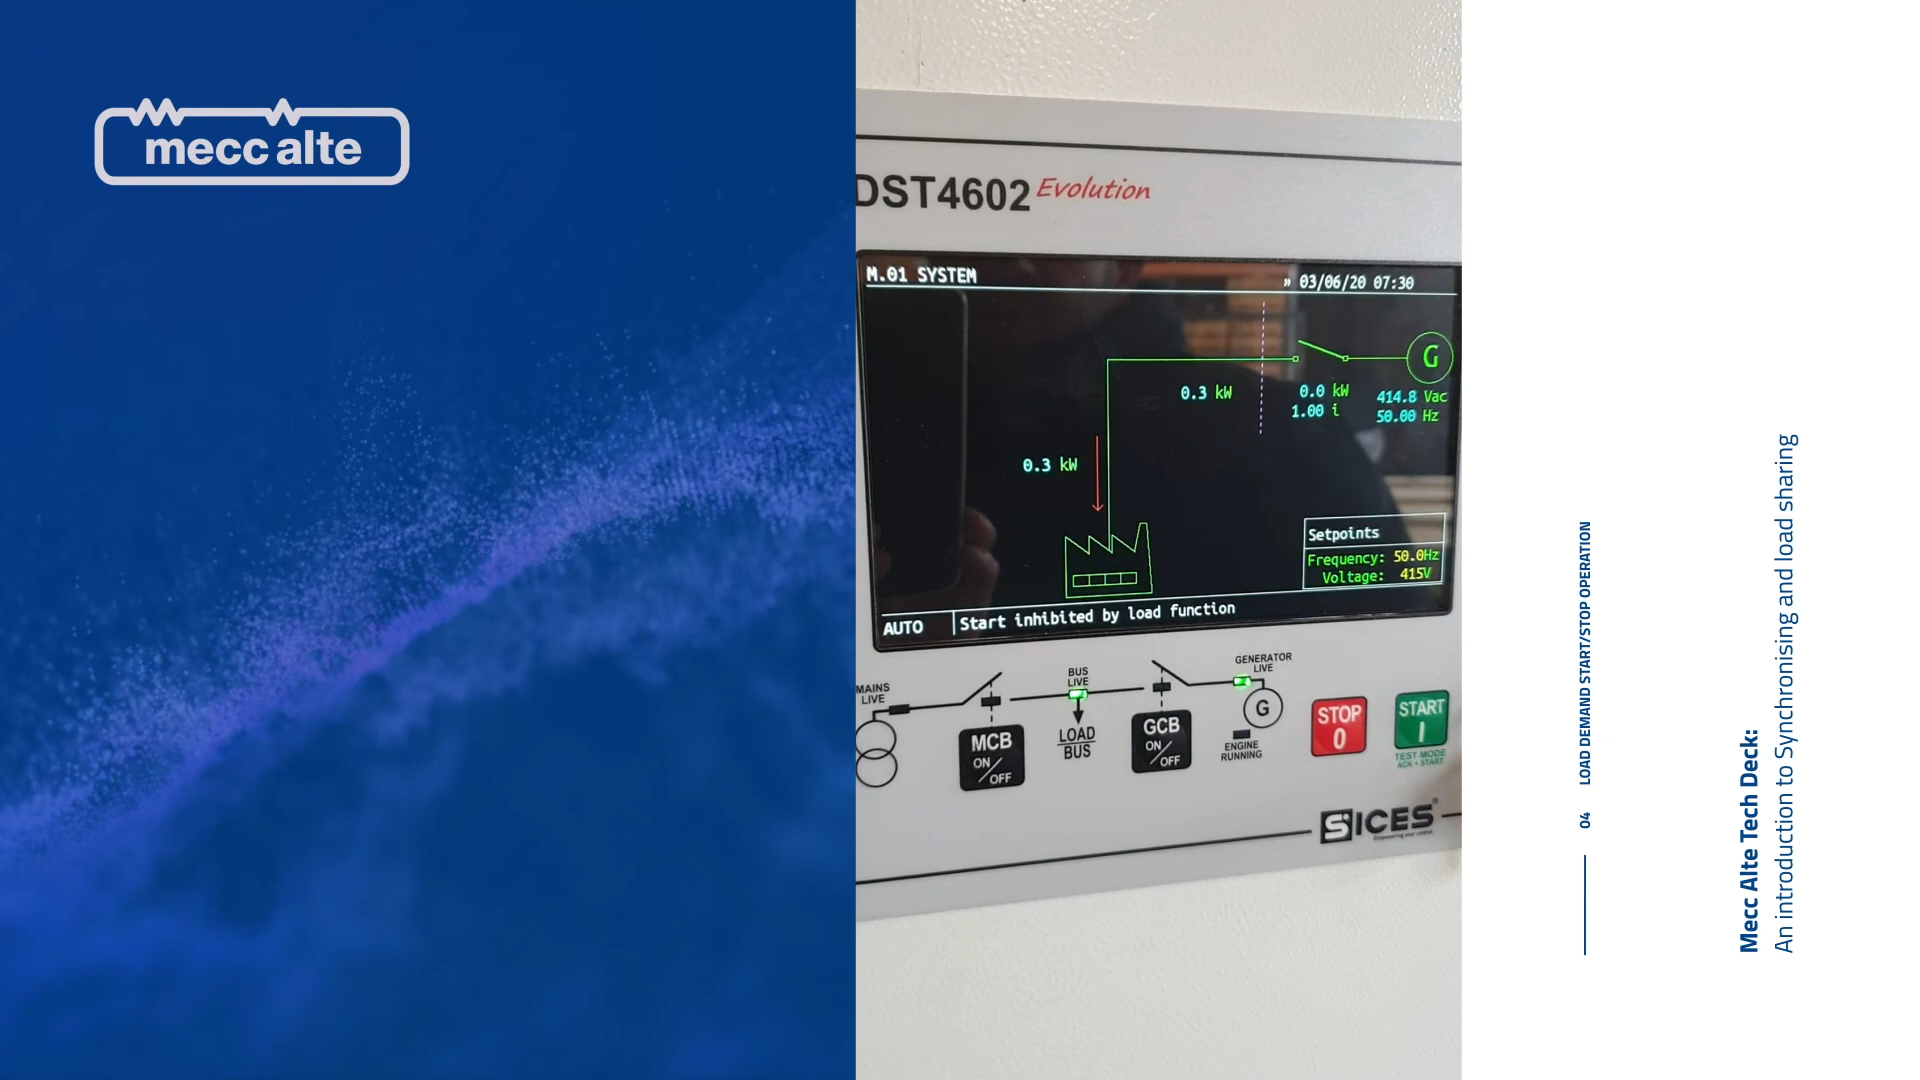 mecc alte
DST4602 Evolution
M.01 SYSTEM
» 03/06/20 07:30
G
0.3 kW
0.0 kW
1.00 i
414.8 Vac
50.00 Hz
0.3 kW
Setpoints
Frequency: 50.0Hz
Voltage: 415V
AUTO
Start inhibited by load function
MAINS
LIVE
BUS
LIVE
GENERATOR
LIVE
MCB
ON/OFF
LOAD
BUS
GCB
ON/OFF
G
ENGINE
RUNNING
STOP
0
START
I
TEST MODE
ACK + START
SICES
04 LOAD DEMAND START/STOP OPERATION
Mecc Alte Tech Deck:
An introduction to Synchronising and load sharing